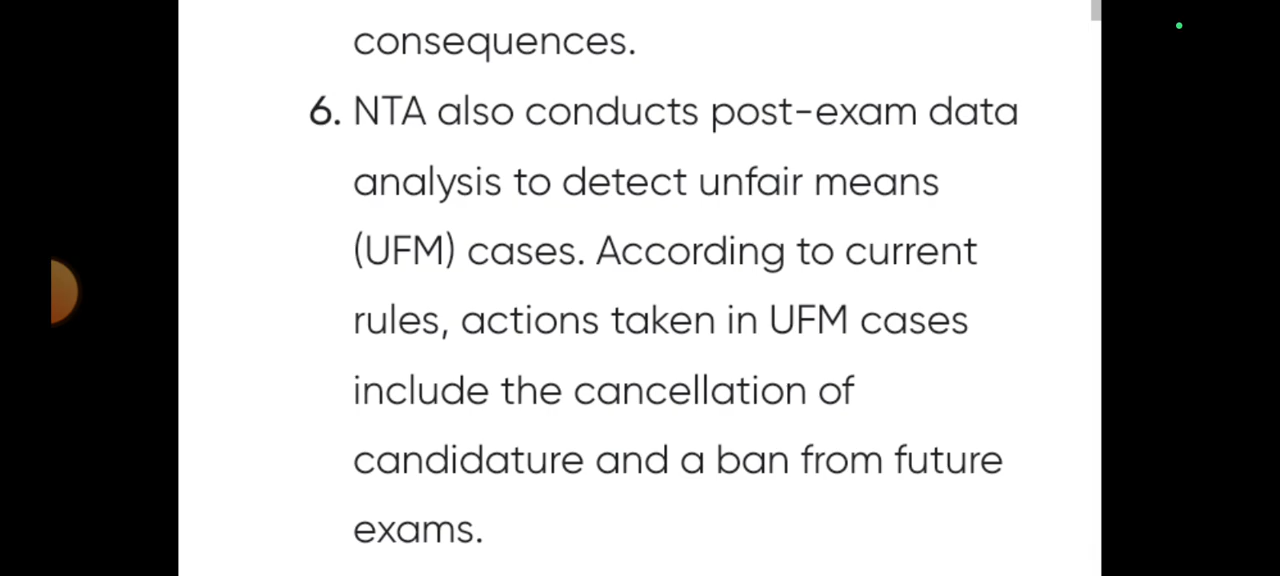 consequences.
6. NTA also conducts post-exam data
analysis to detect unfair means
(UFM) cases. According to current
rules, actions taken in UFM cases
include the cancellation of
candidature and a ban from future
exams.